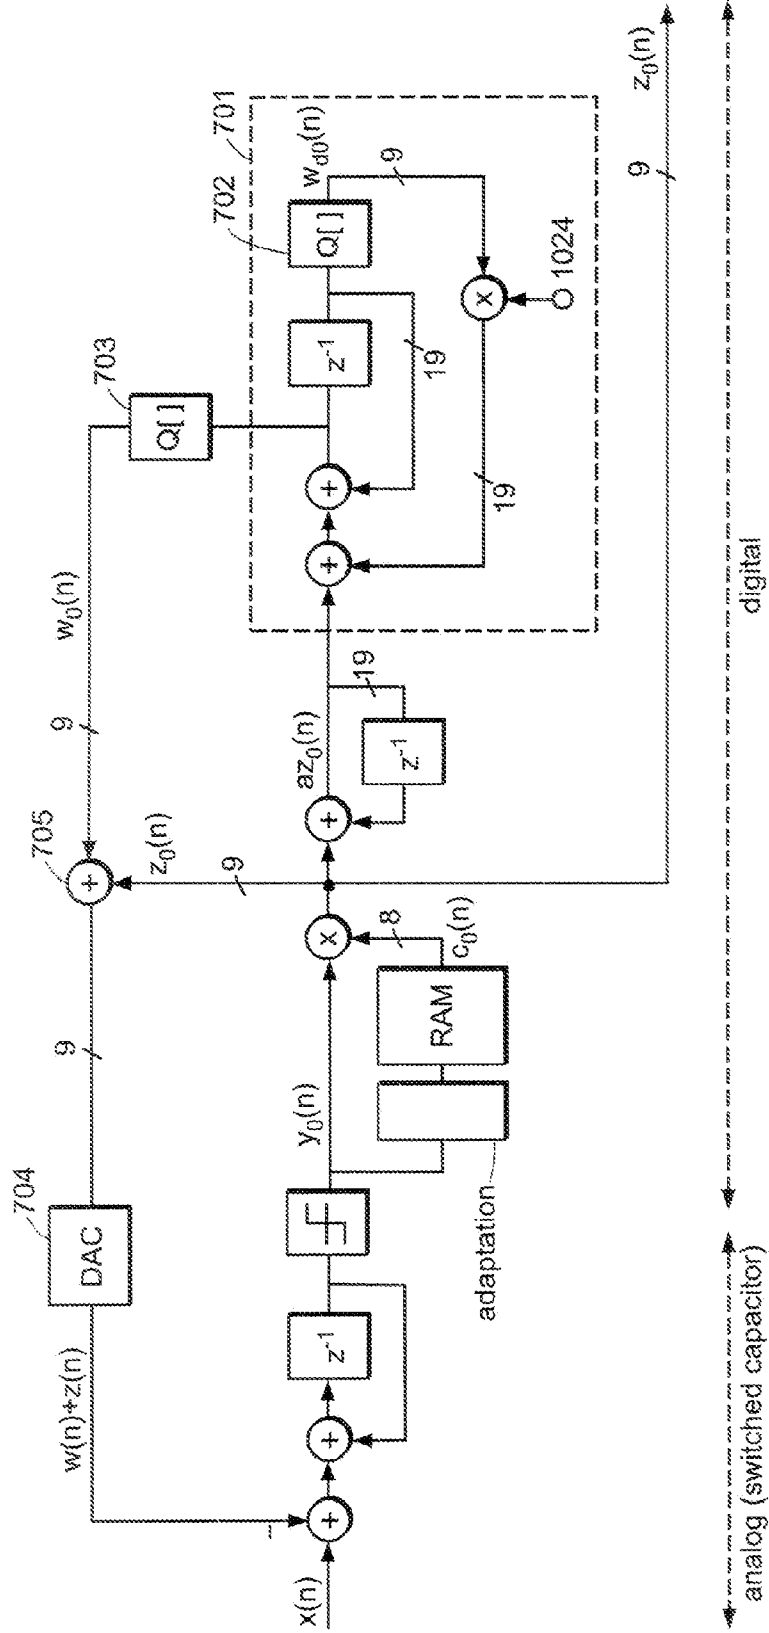 704
DAC
w(n)+z(n)
9
705
+
w₀(n)
9
703
Q[ ]
z₀(n)
9
x(n)
−
+
+
z⁻¹
y₀(n)
x
+
az₀(n)
z⁻¹
19
adaptation
RAM
8
c₀(n)
701
702
+
+
z⁻¹
Q[ ]
w_d0(n)
9
19
19
x
1024
9
z₀(n)
analog (switched capacitor)
digital